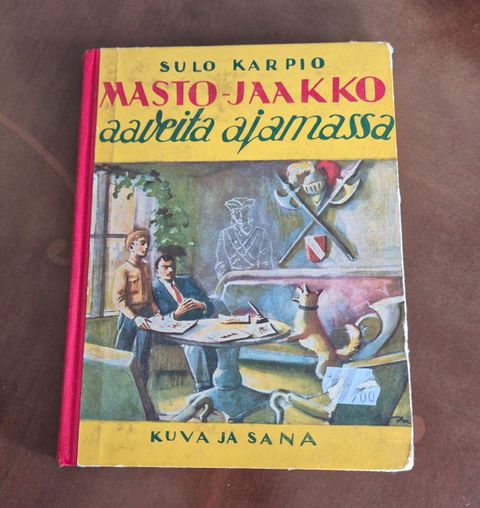 SULO KARPIO
MASTO-JAAKKO
aaveita ajamassa
KUVA JA SANA